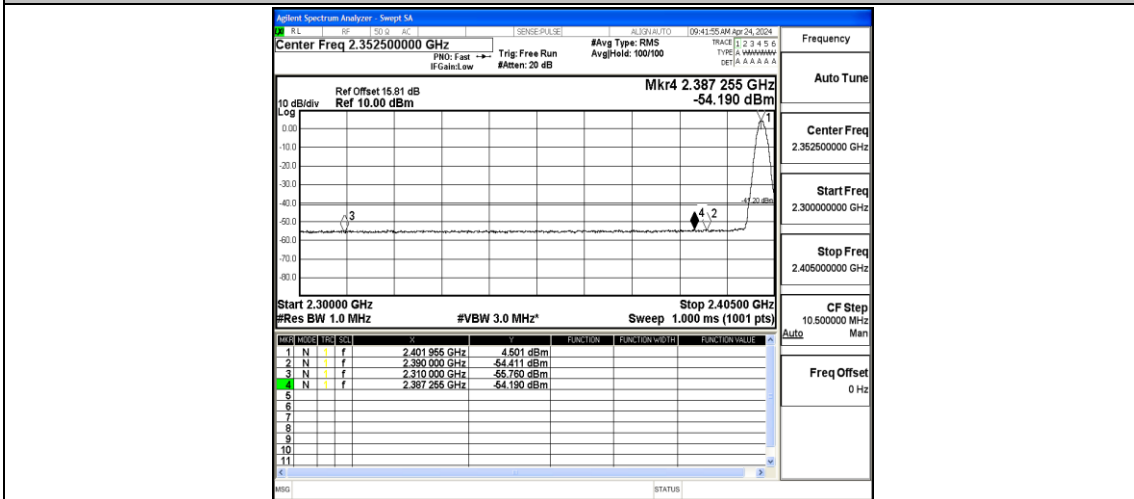 Agilent Spectrum Analyzer - Swept SA
RL RF 50 Ω AC SENSE:PULSE ALIGN AUTO 09:41:55 AM Apr 24, 2024
Center Freq 2.352500000 GHz #Avg Type: RMS TRACE 1 2 3 4 5 6
PNO: Fast Trig: Free Run Avg|Hold: 100/100 TYPE A WWWWW
IFGain:Low #Atten: 20 dB DET A A A A A A
Mkr4 2.387 255 GHz
Ref Offset 15.81 dB
10 dB/div Ref 10.00 dBm -54.190 dBm
Log
1
0.00
-10.0
-20.0
-30.0
-40.0
-41.20 dBm
3 4 2
-50.0
-60.0
-70.0
-80.0
Start 2.30000 GHz Stop 2.40500 GHz
#Res BW 1.0 MHz #VBW 3.0 MHz* Sweep 1.000 ms (1001 pts)
MKR MODE TRC SCL X Y FUNCTION FUNCTION WIDTH FUNCTION VALUE
1 N 1 f 2.401 955 GHz 4.501 dBm
2 N 1 f 2.390 000 GHz -54.411 dBm
3 N 1 f 2.310 000 GHz -55.760 dBm
4 N 1 f 2.387 255 GHz -54.190 dBm
5
6
7
8
9
10
11
MSG STATUS
Frequency
Auto Tune
Center Freq
2.352500000 GHz
Start Freq
2.300000000 GHz
Stop Freq
2.405000000 GHz
CF Step
10.500000 MHz
Auto Man
Freq Offset
0 Hz